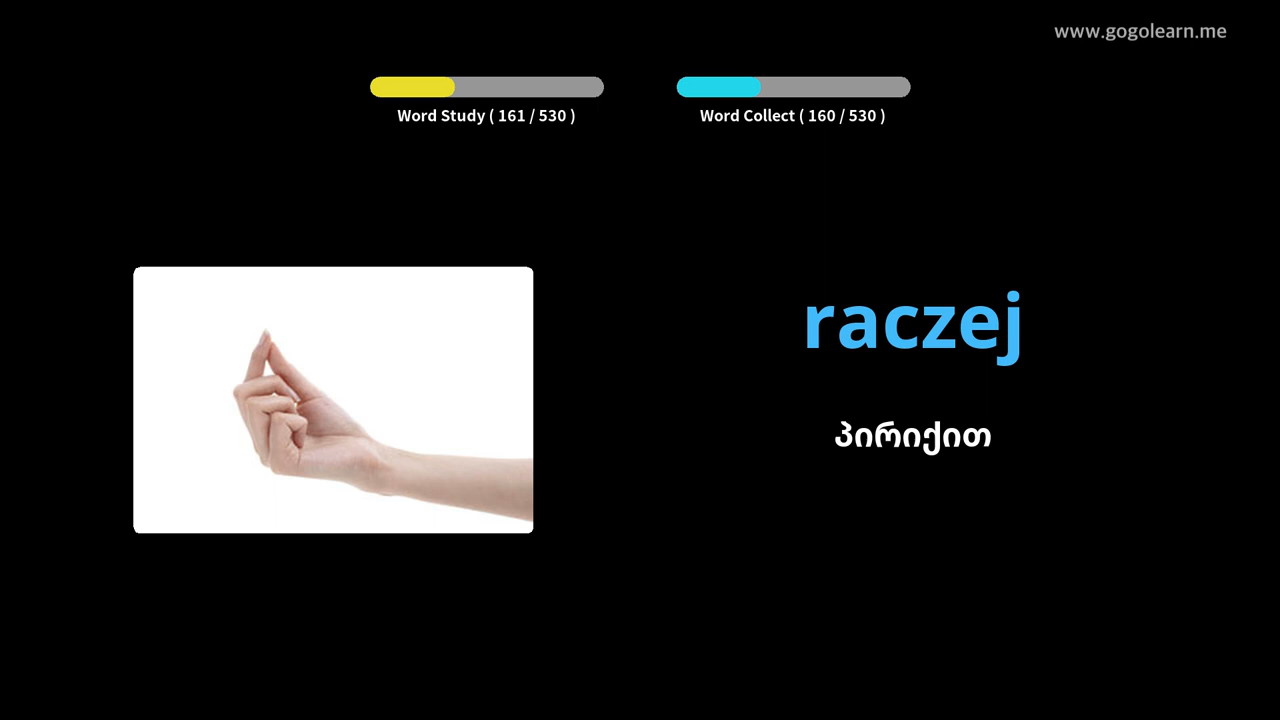 www.gogolearn.me
Word Study ( 161 / 530 )
Word Collect ( 160 / 530 )
raczej
პირიქით